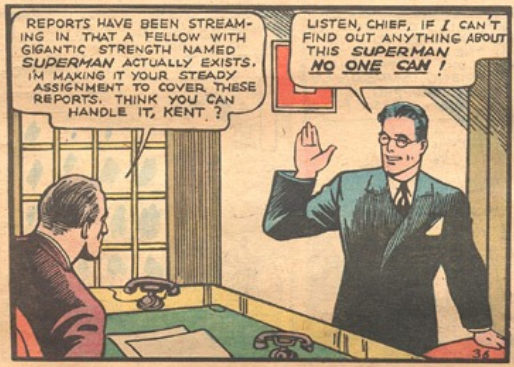 REPORTS HAVE BEEN STREAM-
ING IN THAT A FELLOW WITH
GIGANTIC STRENGTH NAMED
SUPERMAN ACTUALLY EXISTS.
I'M MAKING IT YOUR STEADY
ASSIGNMENT TO COVER THESE
REPORTS. THINK YOU CAN
HANDLE IT, KENT?
LISTEN, CHIEF, IF I CAN'T
FIND OUT ANYTHING ABOUT
THIS SUPERMAN
NO ONE CAN!
36